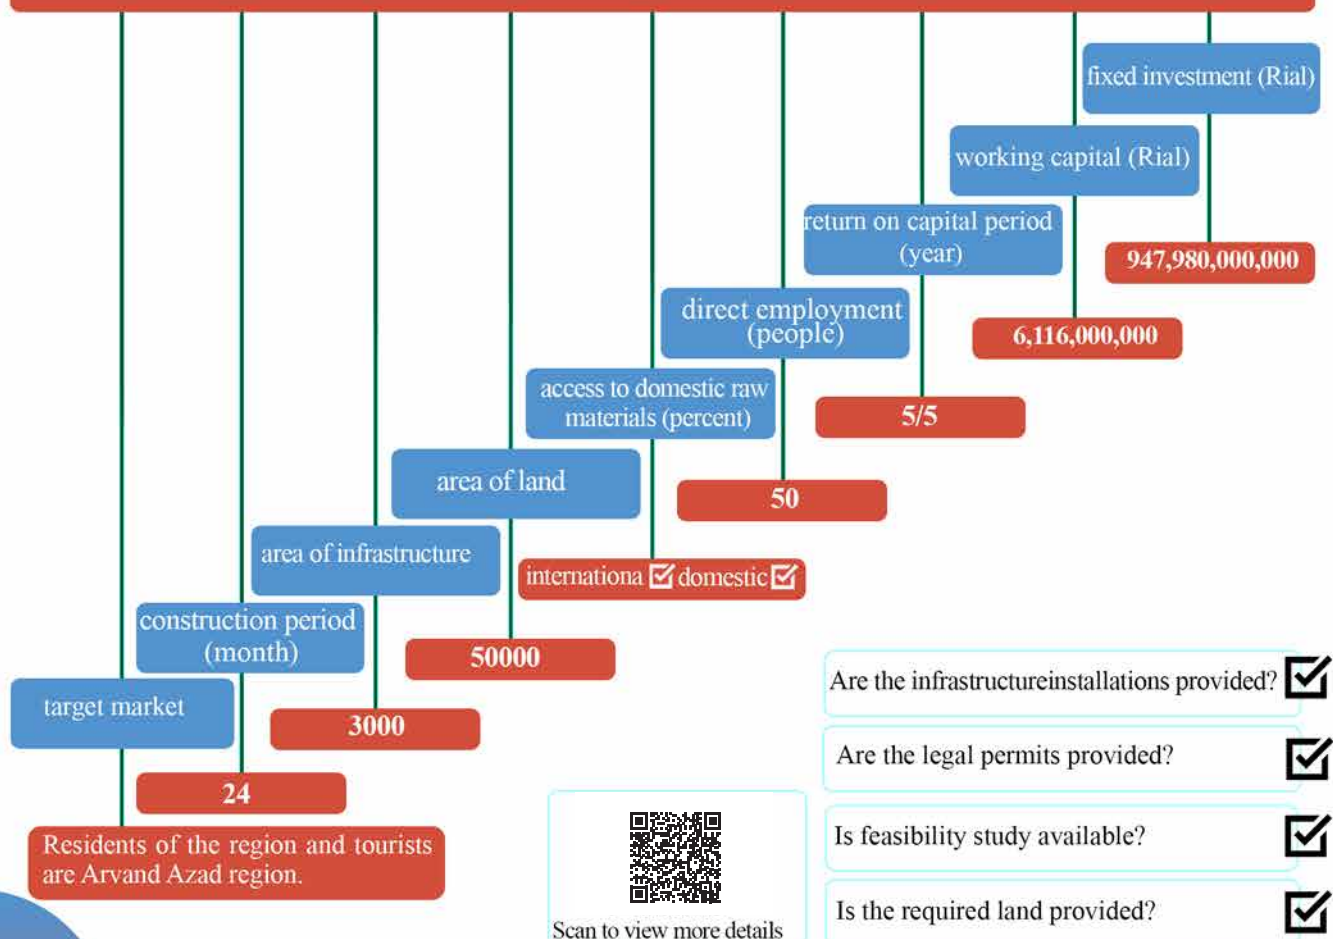 fixed investment (Rial)
947,980,000,000
working capital (Rial)
6,116,000,000
return on capital period
(year)
5/5
direct employment
(people)
50
access to domestic raw
materials (percent)
internationa ☑ domestic ☑
area of land
50000
area of infrastructure
3000
construction period
(month)
24
target market
Residents of the region and tourists
are Arvand Azad region.
Scan to view more details
Are the infrastructureinstallations provided? ☑
Are the legal permits provided? ☑
Is feasibility study available? ☑
Is the required land provided? ☑